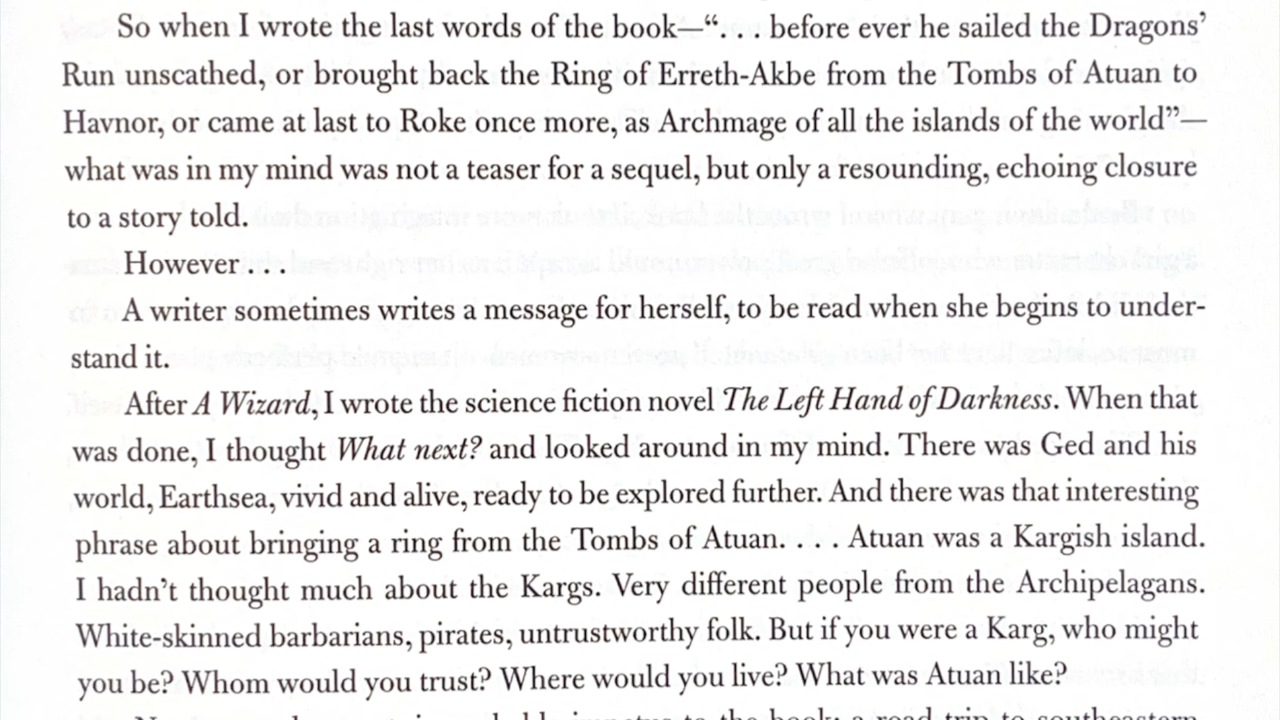 So when I wrote the last words of the book—“. . . before ever he sailed the Dragons’
Run unscathed, or brought back the Ring of Erreth-Akbe from the Tombs of Atuan to
Havnor, or came at last to Roke once more, as Archmage of all the islands of the world”—
what was in my mind was not a teaser for a sequel, but only a resounding, echoing closure
to a story told.
However. . . .
A writer sometimes writes a message for herself, to be read when she begins to under-
stand it.
After A Wizard, I wrote the science fiction novel The Left Hand of Darkness. When that
was done, I thought What next? and looked around in my mind. There was Ged and his
world, Earthsea, vivid and alive, ready to be explored further. And there was that interesting
phrase about bringing a ring from the Tombs of Atuan. . . . Atuan was a Kargish island.
I hadn’t thought much about the Kargs. Very different people from the Archipelagans.
White-skinned barbarians, pirates, untrustworthy folk. But if you were a Karg, who might
you be? Whom would you trust? Where would you live? What was Atuan like?